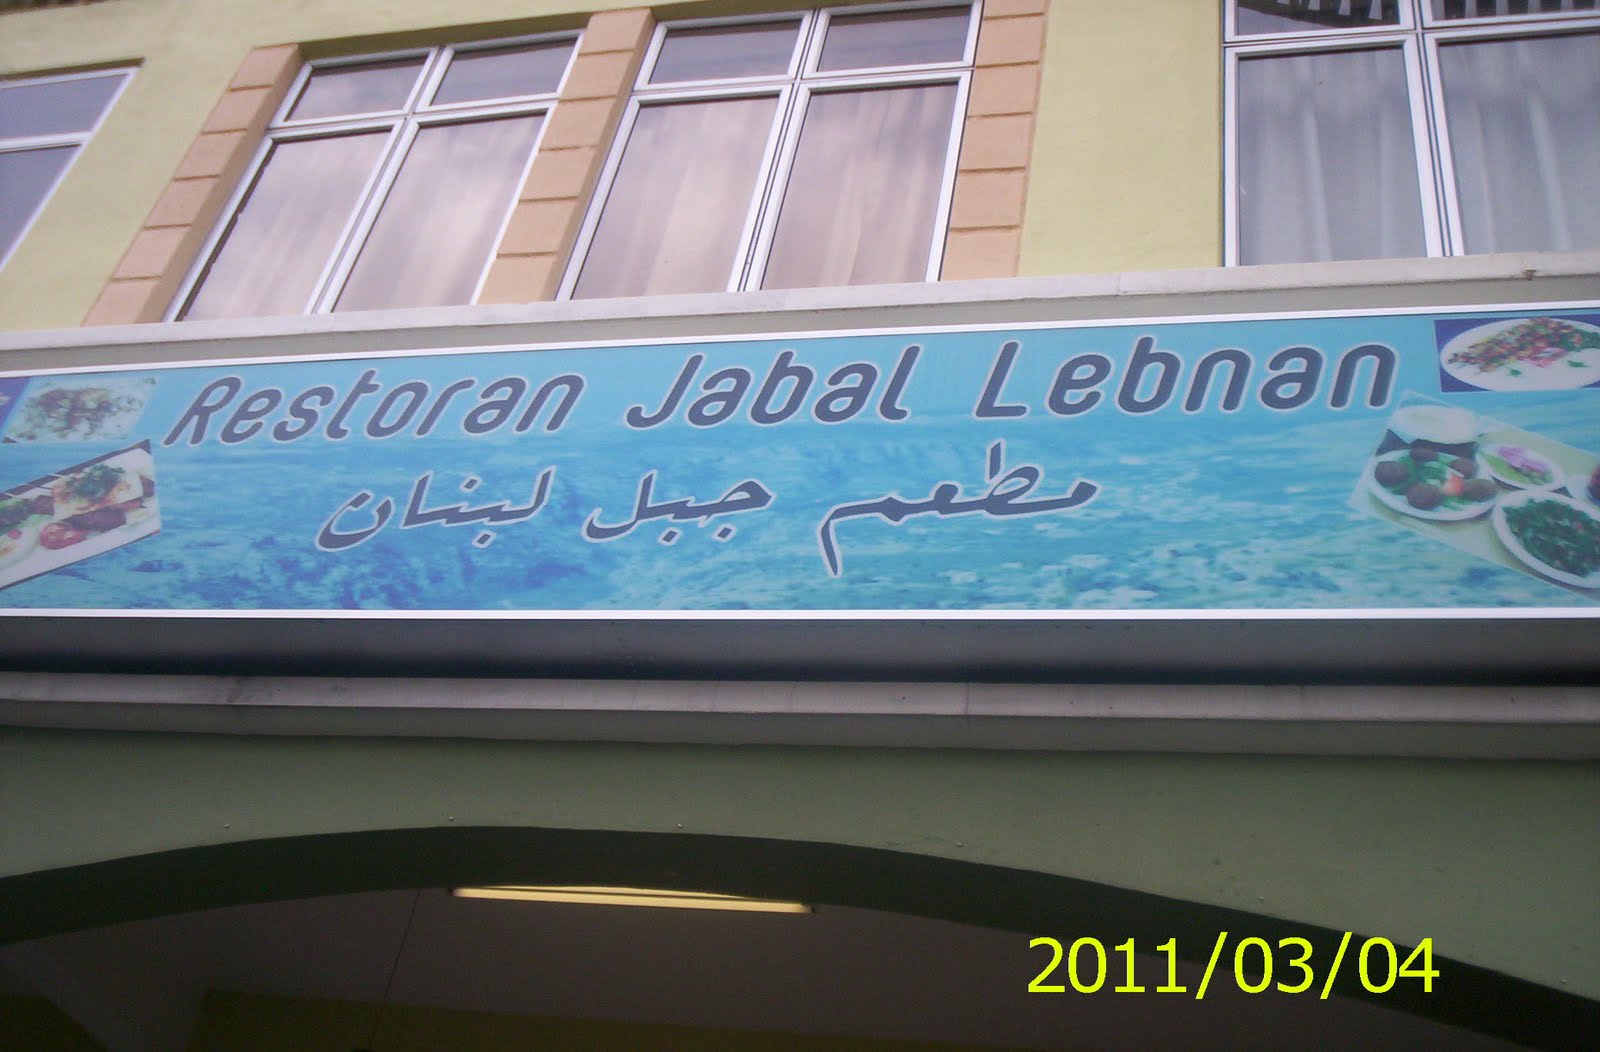 Restoran Jabal Lebnan
مطعم جبل لبنان
2011/03/04